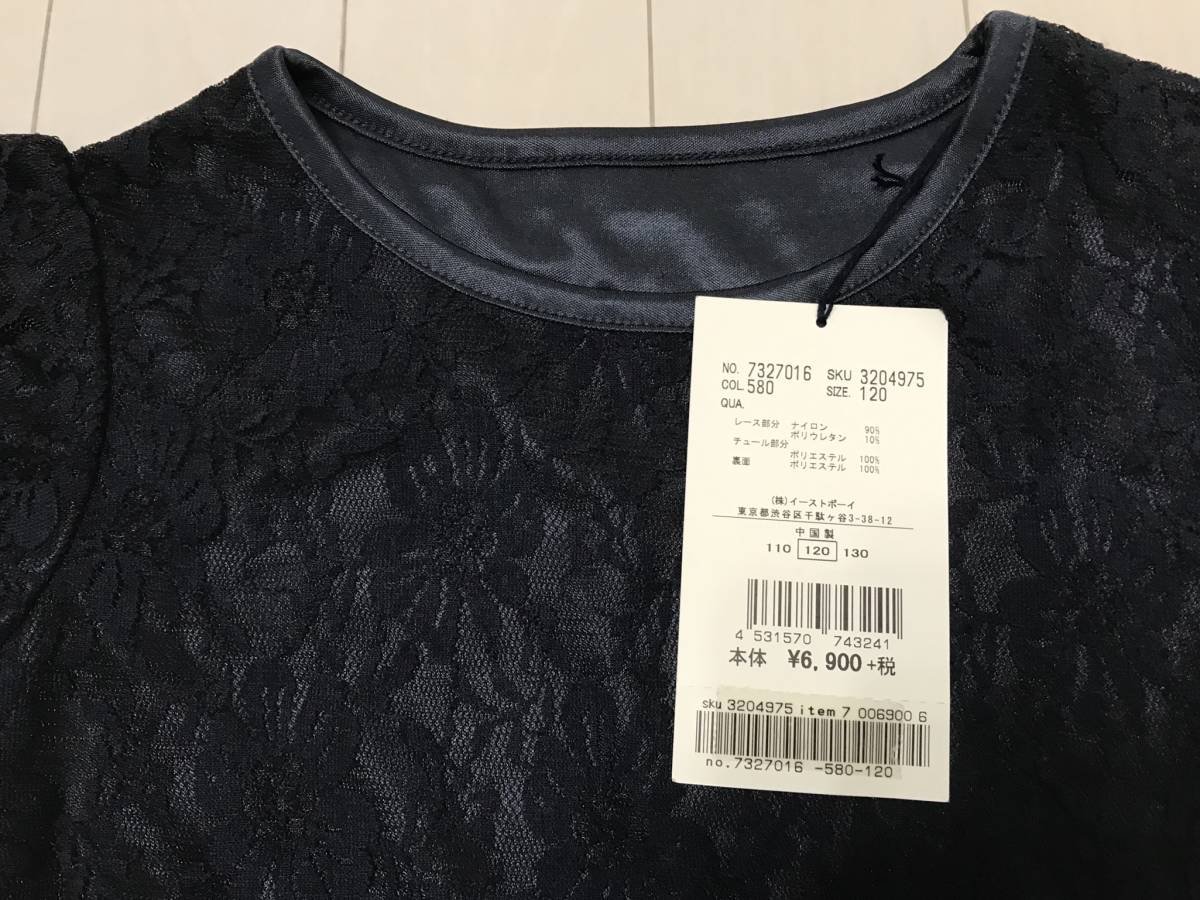 NO. 7327016 SKU 3204975
COL 580 SIZE. 120
QUA.
レース部分 ナイロン 90%
ポリウレタン 10%
チュール部分
ポリエステル 100%
裏面 ポリエステル 100%
(株)イーストボーイ
東京都渋谷区千駄ヶ谷3-38-12
中国製
110 120 130
4 531570 743241
本体 ¥6,900+税
sku 3204975 item 7 006900 6
no.7327016 -580-120